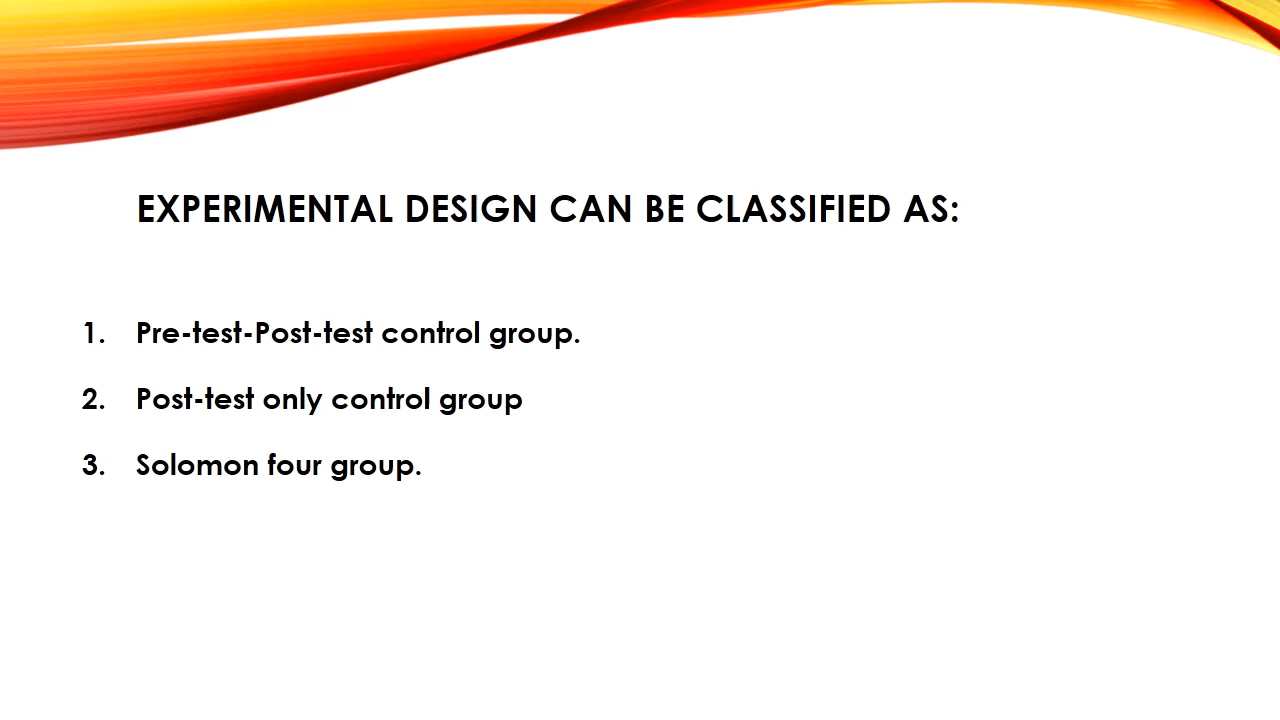 EXPERIMENTAL DESIGN CAN BE CLASSIFIED AS:
1. Pre-test-Post-test control group.
2. Post-test only control group
3. Solomon four group.